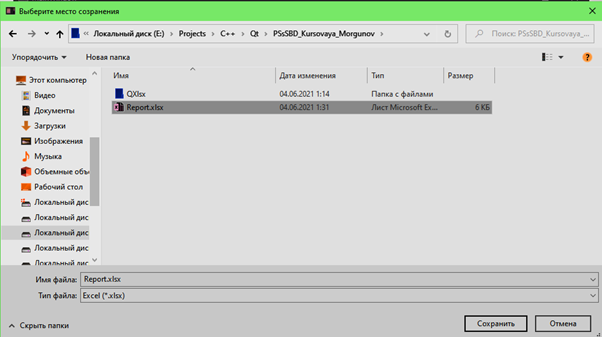 Выберите место сохранения
« Локальный диск (E:) › Projects › C++ › Qt › PSsSBD_Kursovaya_Morgunov
Поиск: PSsSBD_Kursovaya_...
Упорядочить Новая папка
Этот компьютер
Видео
Документы
Загрузки
Изображения
Музыка
Объемные объе
Рабочий стол
Локальный дис
Локальный дис
Локальный дис
Локальный дис
Локальный дис
Имя Дата изменения Тип Размер
QXlsx 04.06.2021 1:14 Папка с файлами
Report.xlsx 04.06.2021 1:31 Лист Microsoft Ex... 6 КБ
Имя файла: Report.xlsx
Тип файла: Excel (*.xlsx)
Скрыть папки
Сохранить
Отмена